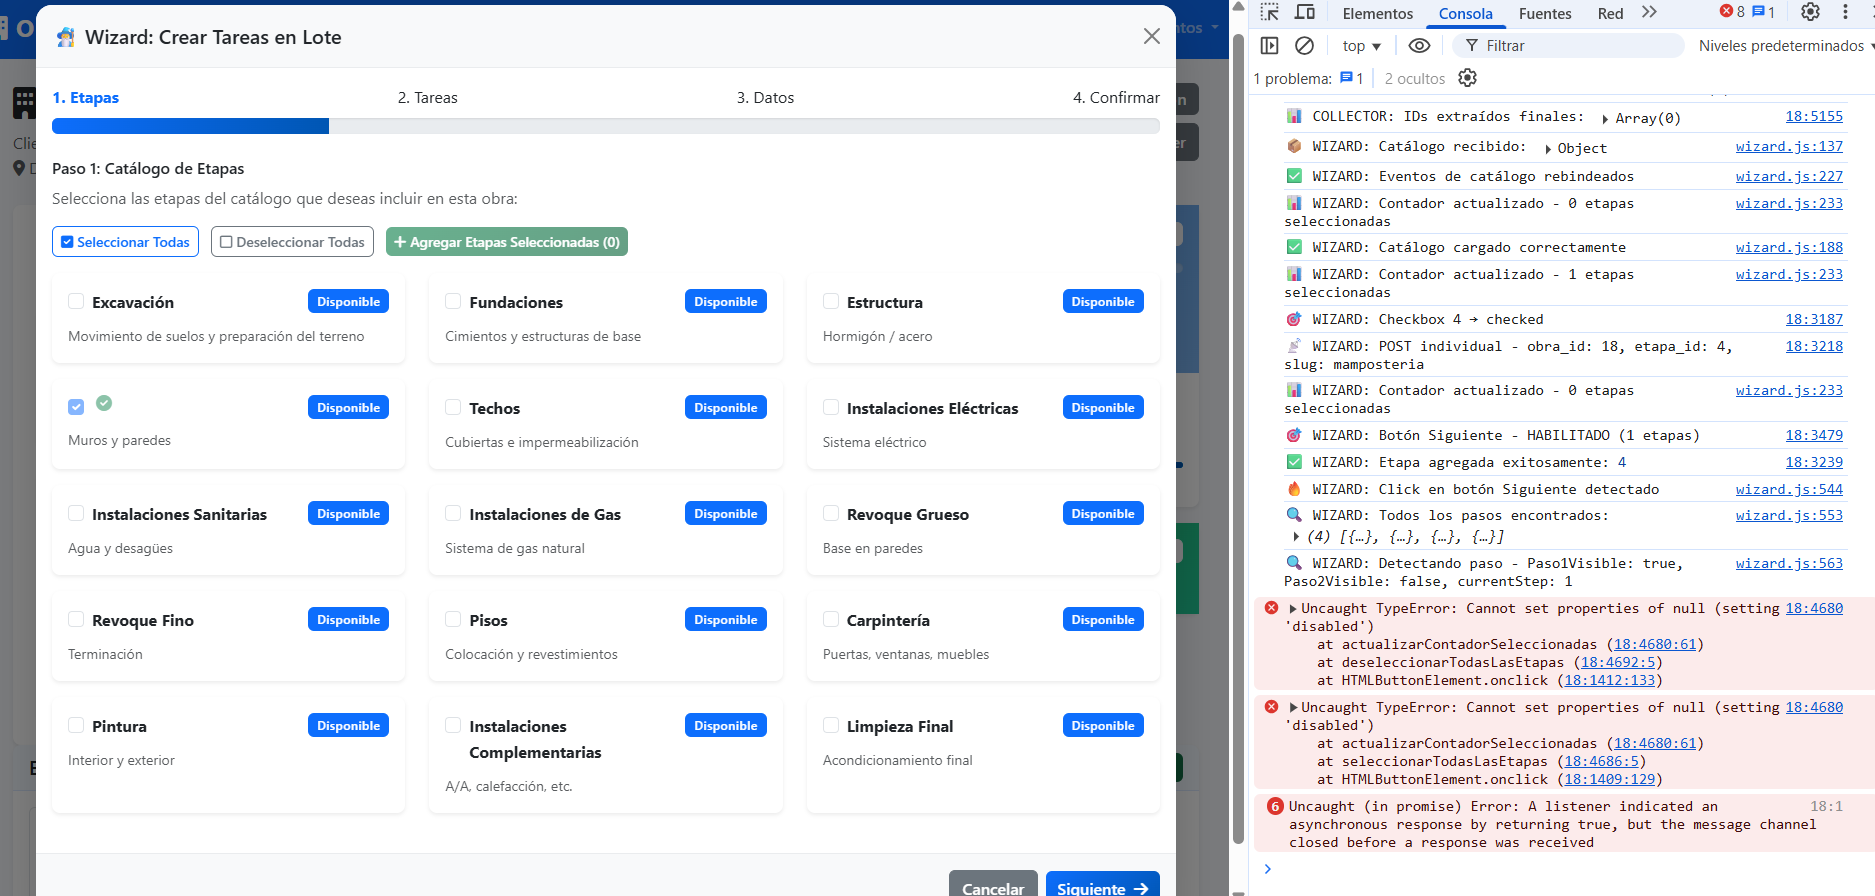 Wizard: Crear Tareas en Lote
1. Etapas
2. Tareas
3. Datos
4. Confirmar
Paso 1: Catálogo de Etapas
Selecciona las etapas del catálogo que deseas incluir en esta obra:
Seleccionar Todas
Deseleccionar Todas
+ Agregar Etapas Seleccionadas (0)
Excavación
Disponible
Movimiento de suelos y preparación del terreno
Fundaciones
Disponible
Cimientos y estructuras de base
Estructura
Disponible
Hormigón / acero
Disponible
Muros y paredes
Techos
Disponible
Cubiertas e impermeabilización
Instalaciones Eléctricas
Disponible
Sistema eléctrico
Instalaciones Sanitarias
Disponible
Agua y desagües
Instalaciones de Gas
Disponible
Sistema de gas natural
Revoque Grueso
Disponible
Base en paredes
Revoque Fino
Disponible
Terminación
Pisos
Disponible
Colocación y revestimientos
Carpintería
Disponible
Puertas, ventanas, muebles
Pintura
Disponible
Interior y exterior
Instalaciones
Complementarias
Disponible
A/A, calefacción, etc.
Limpieza Final
Disponible
Acondicionamiento final
Cancelar
Siguiente →
Elementos
Consola
Fuentes
Red
8
1
top
Filtrar
Niveles predeterminados
1 problema: 1
2 ocultos
COLLECTOR: IDs extraídos finales: Array(0) 18:5155
WIZARD: Catálogo recibido: Object wizard.js:137
WIZARD: Eventos de catálogo rebindeados wizard.js:227
WIZARD: Contador actualizado - 0 etapas wizard.js:233
seleccionadas
WIZARD: Catálogo cargado correctamente wizard.js:188
WIZARD: Contador actualizado - 1 etapas wizard.js:233
seleccionadas
WIZARD: Checkbox 4 → checked 18:3187
WIZARD: POST individual - obra_id: 18, etapa_id: 4, 18:3218
slug: mamposteria
WIZARD: Contador actualizado - 0 etapas wizard.js:233
seleccionadas
WIZARD: Botón Siguiente - HABILITADO (1 etapas) 18:3479
WIZARD: Etapa agregada exitosamente: 4 18:3239
WIZARD: Click en botón Siguiente detectado wizard.js:544
WIZARD: Todos los pasos encontrados: wizard.js:553
(4) [{…}, {…}, {…}, {…}]
WIZARD: Detectando paso - Paso1Visible: true, wizard.js:563
Paso2Visible: false, currentStep: 1
Uncaught TypeError: Cannot set properties of null (setting 18:4680
'disabled')
at actualizarContadorSeleccionadas (18:4680:61)
at deseleccionarTodasLasEtapas (18:4692:5)
at HTMLButtonElement.onclick (18:1412:133)
Uncaught TypeError: Cannot set properties of null (setting 18:4680
'disabled')
at actualizarContadorSeleccionadas (18:4680:61)
at seleccionarTodasLasEtapas (18:4686:5)
at HTMLButtonElement.onclick (18:1409:129)
6 Uncaught (in promise) Error: A listener indicated an 18:1
asynchronous response by returning true, but the message channel
closed before a response was received